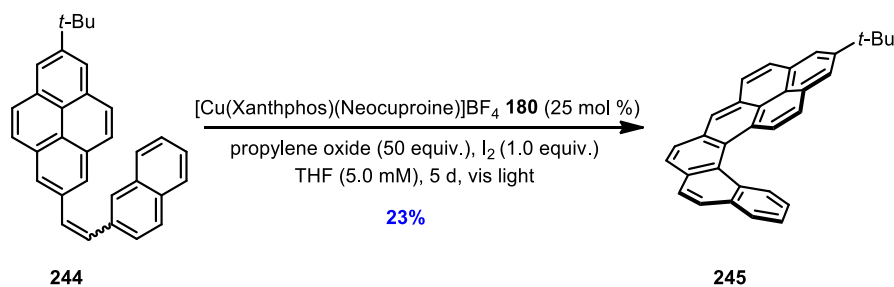 t-Bu
t-Bu
[Cu(Xanthphos)(Neocuproine)]BF4 180 (25 mol %)
propylene oxide (50 equiv.), I2 (1.0 equiv.)
THF (5.0 mM), 5 d, vis light
23%
244
245